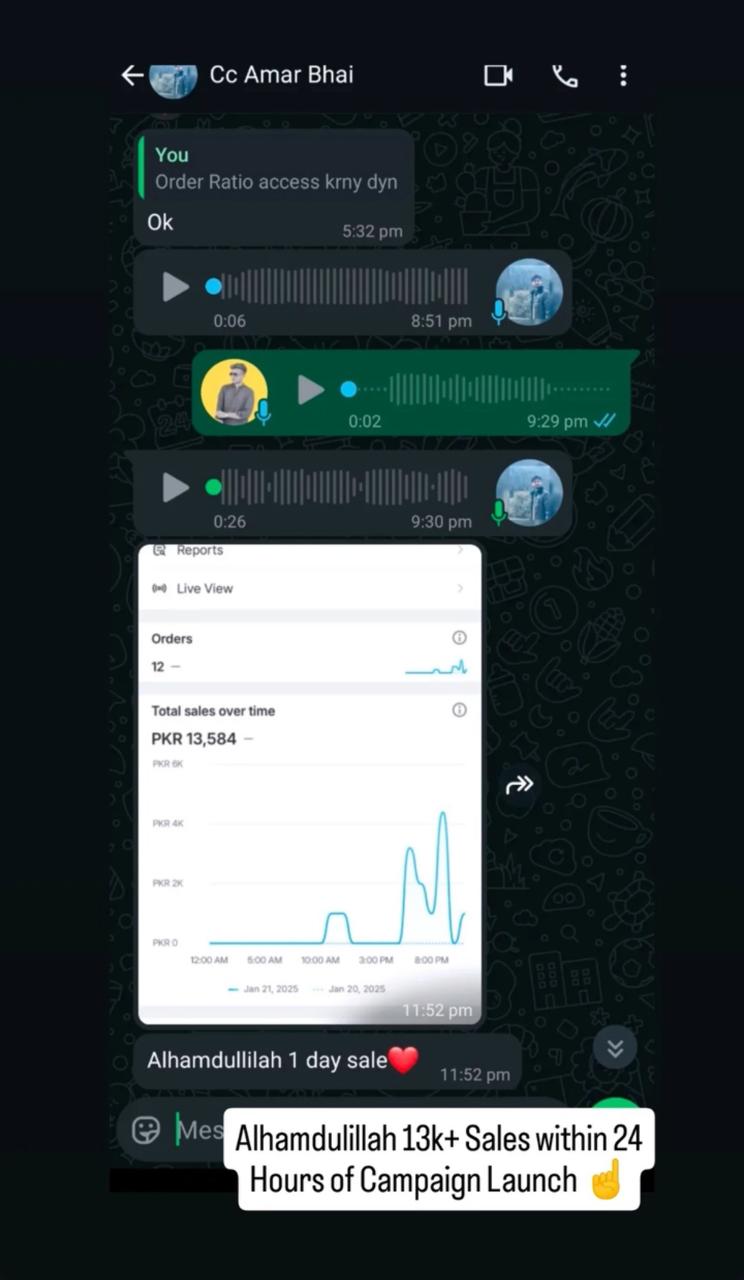 Cc Amar Bhai
You
Order Ratio access krny dyn
Ok
5:32 pm
0:06
8:51 pm
0:02
9:29 pm
0:26
9:30 pm
Reports
Live View
Orders
12 —
Total sales over time
PKR 13,584 —
PKR 6K
PKR 4K
PKR 2K
PKR 0
12:00 AM 5:00 AM 10:00 AM 3:00 PM 8:00 PM
Jan 21, 2025 Jan 20, 2025
11:52 pm
Alhamdullilah 1 day sale❤️
11:52 pm
Mes
Alhamdulillah 13k+ Sales within 24
Hours of Campaign Launch ☝️